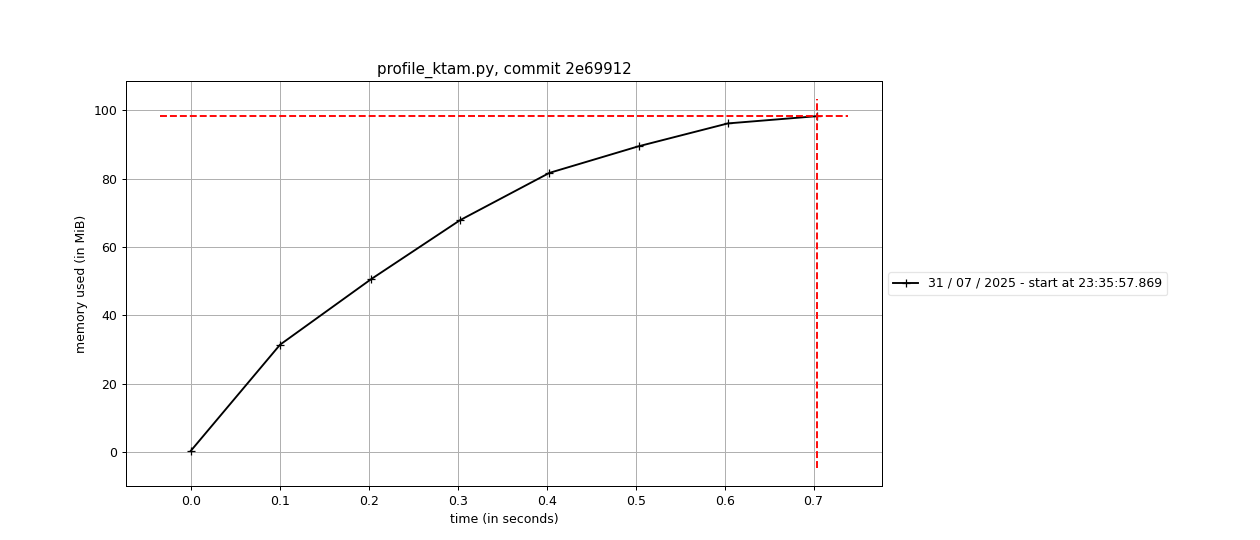 profile_ktam.py, commit 2e69912
100
80
60
40
20
0
memory used (in MiB)
0.0 0.1 0.2 0.3 0.4 0.5 0.6 0.7
time (in seconds)
31 / 07 / 2025 - start at 23:35:57.869